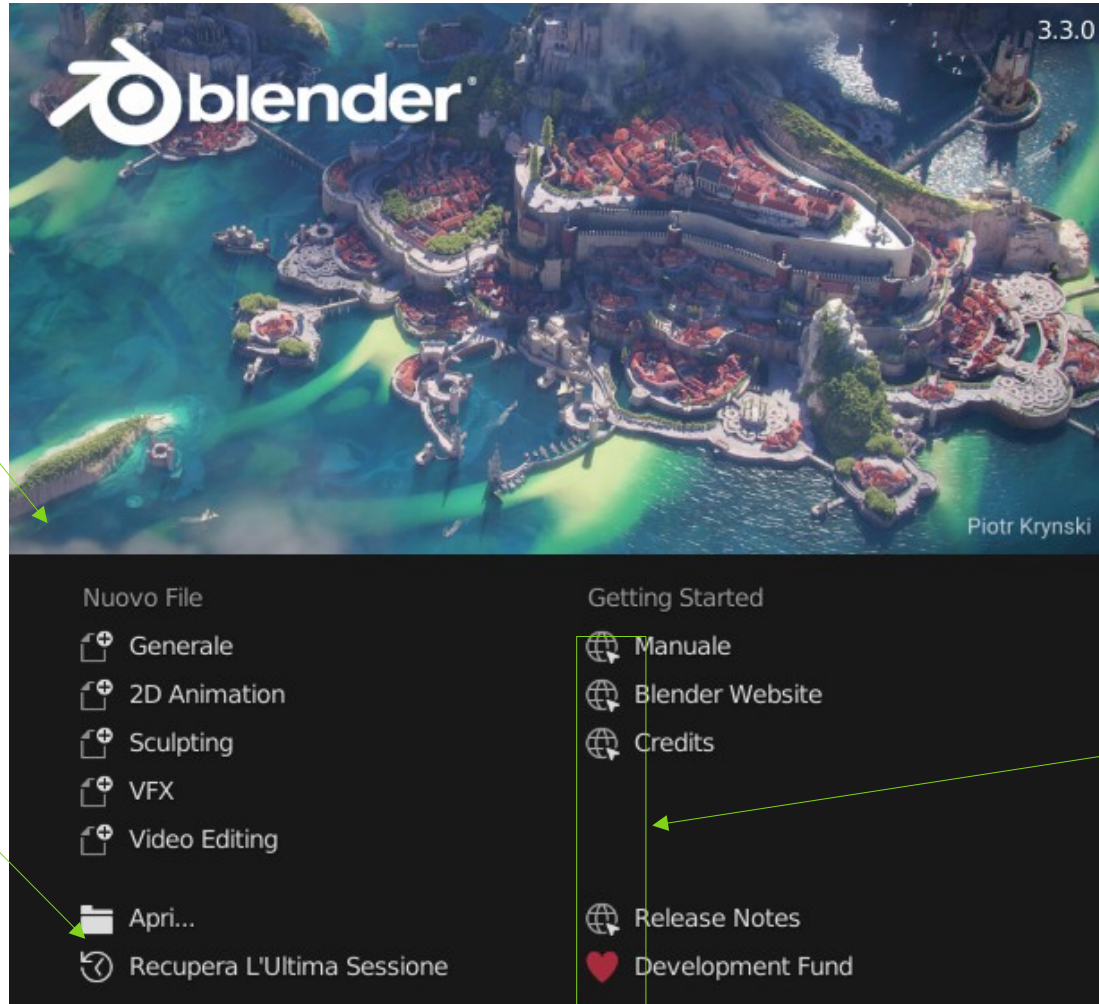 3.3.0
blender
Piotr Krynski
Nuovo File
Generale
2D Animation
Sculpting
VFX
Video Editing
Apri...
Recupera L'Ultima Sessione
Getting Started
Manuale
Blender Website
Credits
Release Notes
Development Fund